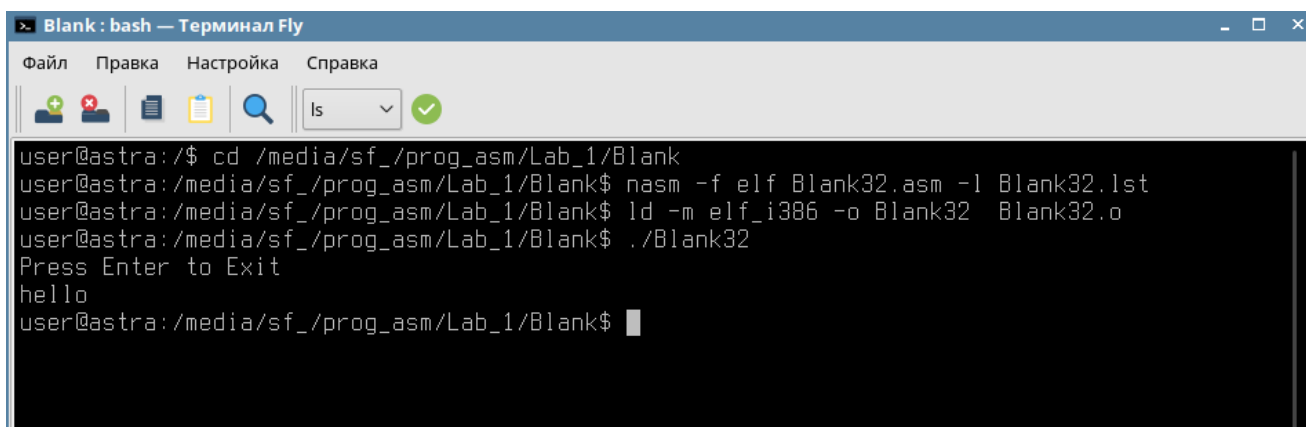 Blank : bash — Терминал Fly
Файл Правка Настройка Справка
ls
user@astra:/$ cd /media/sf_/prog_asm/Lab_1/Blank
user@astra:/media/sf_/prog_asm/Lab_1/Blank$ nasm -f elf Blank32.asm -l Blank32.lst
user@astra:/media/sf_/prog_asm/Lab_1/Blank$ ld -m elf_i386 -o Blank32  Blank32.o
user@astra:/media/sf_/prog_asm/Lab_1/Blank$ ./Blank32
Press Enter to Exit
hello
user@astra:/media/sf_/prog_asm/Lab_1/Blank$